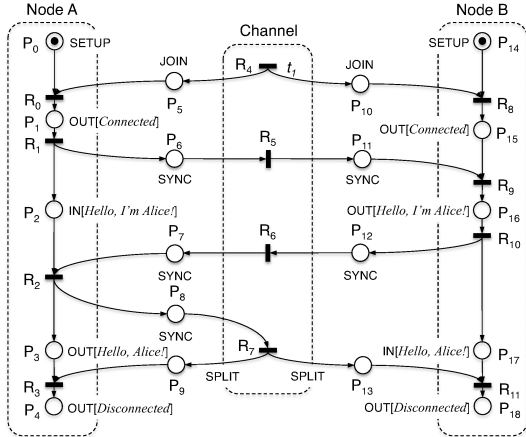 Node A
Channel
Node B
P0 SETUP
SETUP P14
JOIN
R4 t1
JOIN
R0
P5
P10
R8
P1 OUT[Connected]
OUT[Connected] P15
R1
P6
R5
P11
SYNC
SYNC
R9
P2 IN[Hello, I'm Alice!]
OUT[Hello, I'm Alice!] P16
P7
R6
P12
R10
R2
SYNC
SYNC
P8
SYNC
P3 OUT[Hello, Alice!]
R7
IN[Hello, Alice!] P17
R3
P9
SPLIT
SPLIT
P13
R11
P4 OUT[Disconnected]
OUT[Disconnected] P18